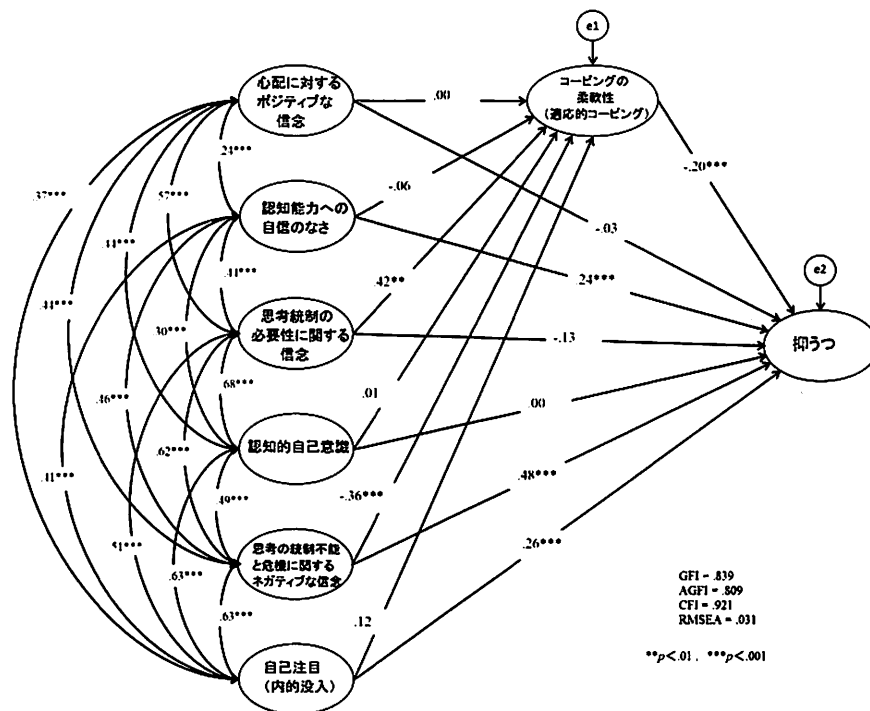 e1
心配に対する
ポジティブな
信念
コーピングの
柔軟性
(適応的コーピング)
.00
.24***
-.20***
.37***
.57***
-.06
認知能力への
自信のなさ
-.03
.44***
.44***
.41***
.42**
.24***
e2
思考統制の
必要性に関する
信念
.30***
-.13
抑うつ
.68***
.46***
.01
.00
認知的自己意識
.62***
.41***
.49***
-.36***
.48***
.51***
思考の統制不能
と危機に関する
ネガティブな信念
.63***
.26***
.63***
.12
自己注目
(内的没入)
GFI = .839
AGFI = .809
CFI = .921
RMSEA = .031
**p<.01 , ***p<.001